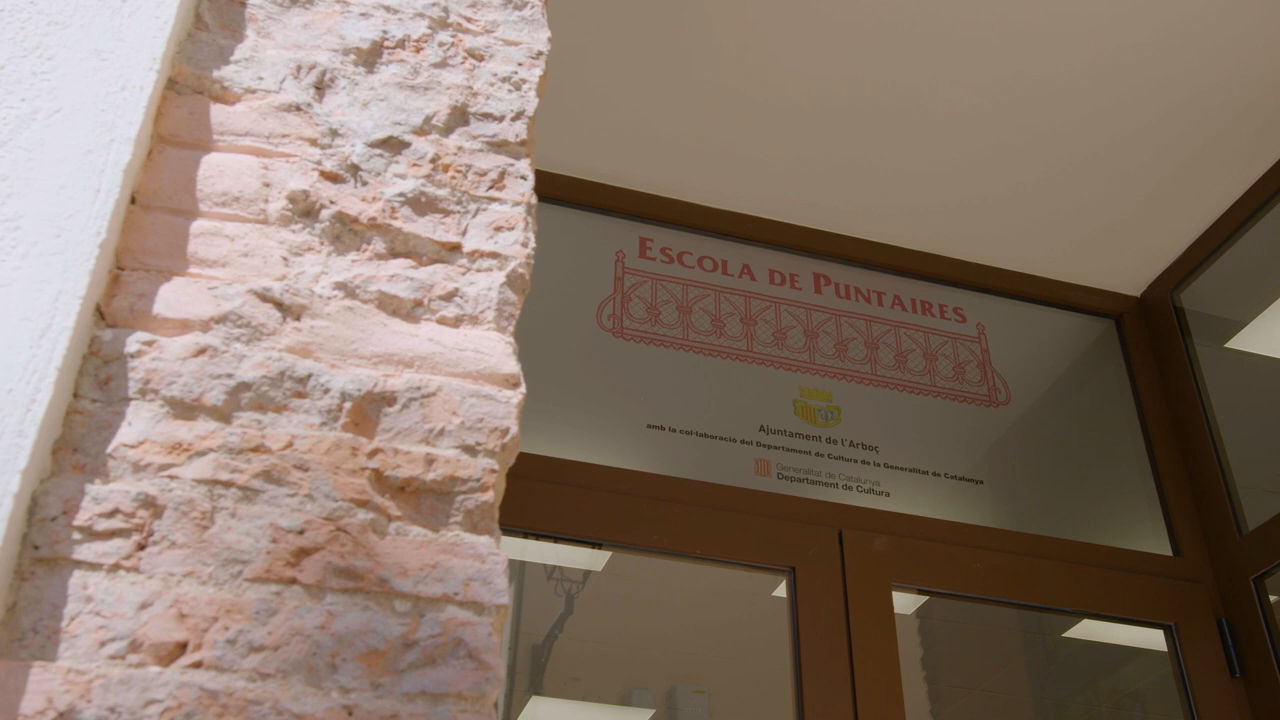 ESCOLA DE PUNTAIRES
Ajuntament de l'Arboç
amb la col·laboració del Departament de Cultura de la Generalitat de Catalunya
Generalitat de Catalunya
Departament de Cultura